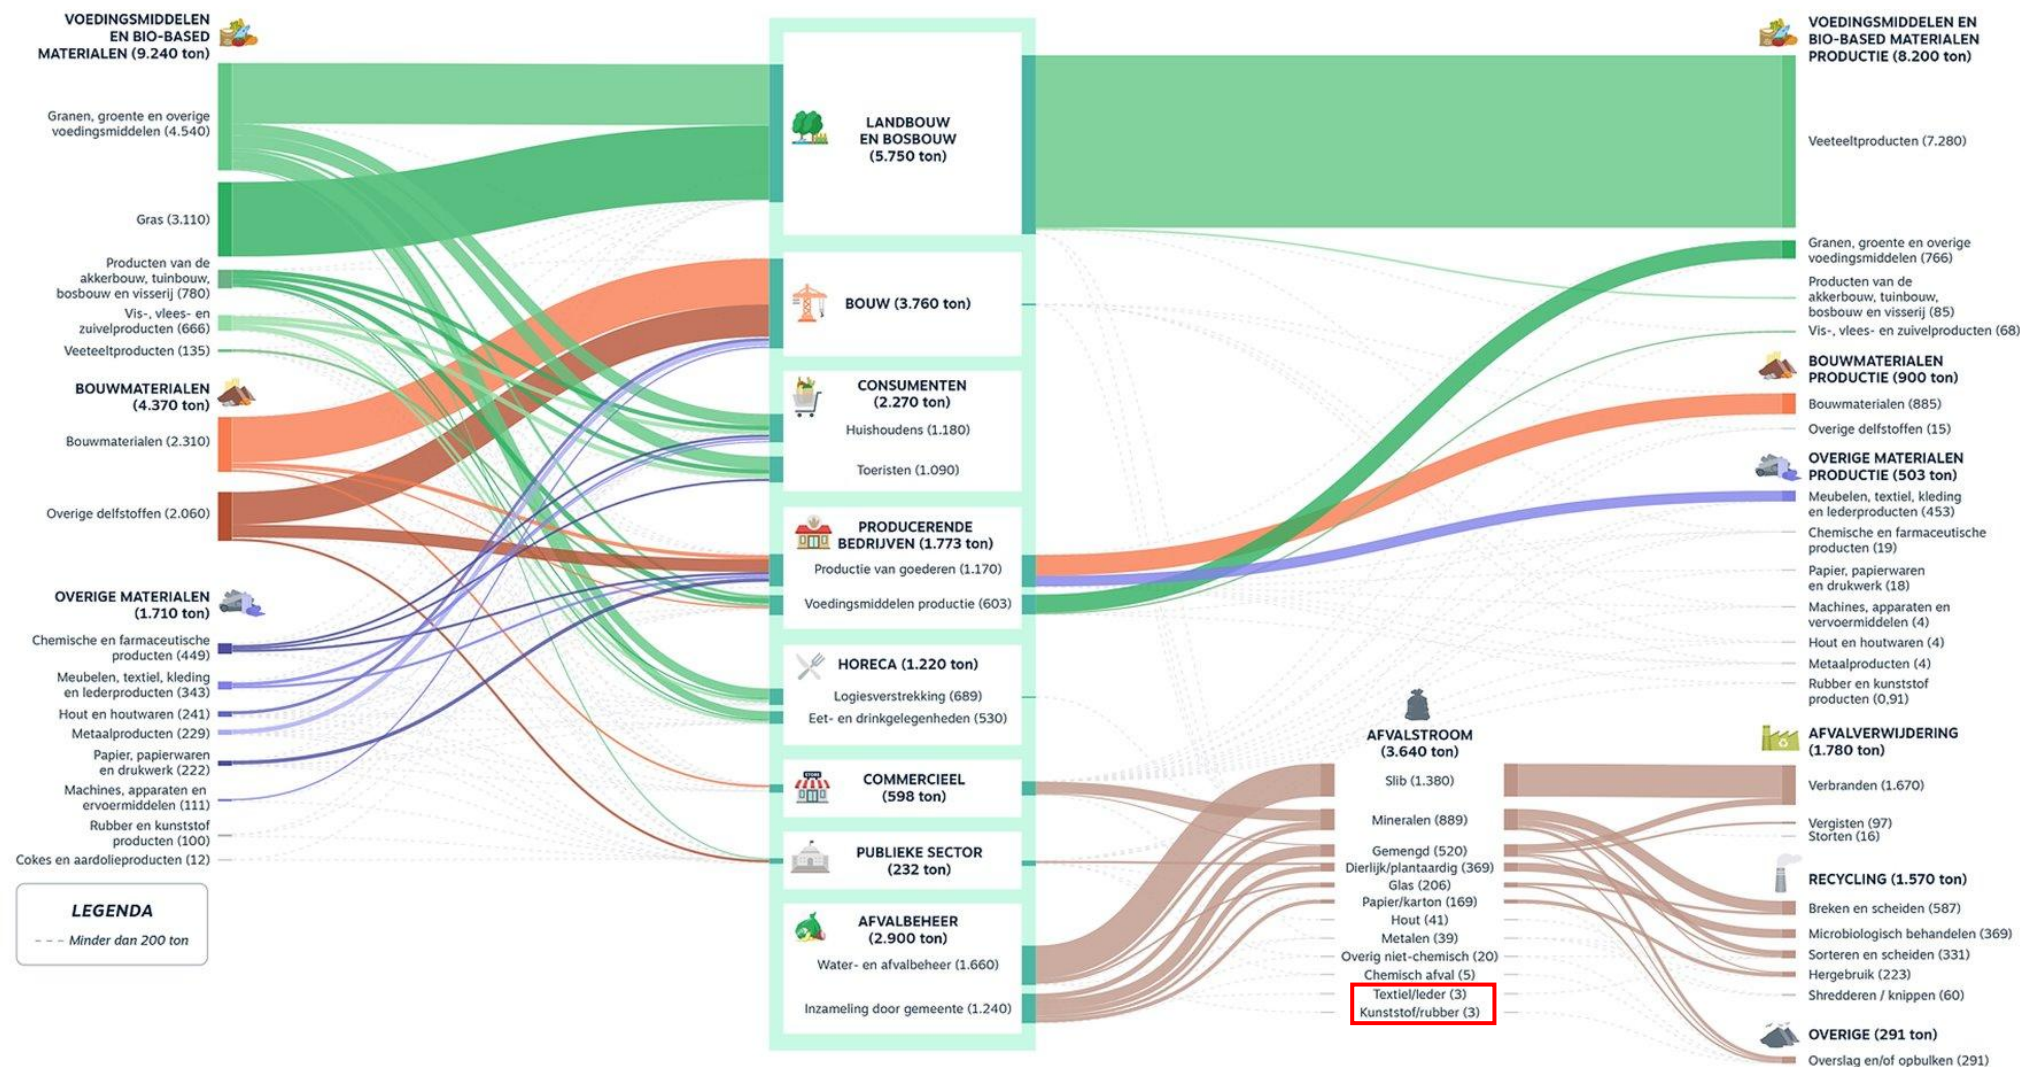 VOEDINGSMIDDELEN
EN BIO-BASED
MATERIALEN (9.240 ton)
Granen, groente en overige
voedingsmiddelen (4.540)
Gras (3.110)
Producten van de
akkerbouw, tuinbouw,
bosbouw en visserij (780)
Vis-, vlees- en
zuivelproducten (666)
Veeteeltproducten (135)
BOUWMATERIALEN
(4.370 ton)
Bouwmaterialen (2.310)
Overige delfstoffen (2.060)
OVERIGE MATERIALEN
(1.710 ton)
Chemische en farmaceutische
producten (449)
Meubelen, textiel, kleding
en lederproducten (343)
Hout en houtwaren (241)
Metaalproducten (229)
Papier, papierwaren
en drukwerk (222)
Machines, apparaten en
ervoermiddelen (111)
Rubber en kunststof
producten (100)
Cokes en aardolieproducten (12)
LEGENDA
Minder dan 200 ton
LANDBOUW
EN BOSBOUW
(5.750 ton)
BOUW (3.760 ton)
CONSUMENTEN
(2.270 ton)
Huishoudens (1.180)
Toeristen (1.090)
PRODUCERENDE
BEDRIJVEN (1.773 ton)
Productie van goederen (1.170)
Voedingsmiddelen productie (603)
HORECA (1.220 ton)
Logiesverstrekking (689)
Eet- en drinkgelegenheden (530)
STORE
COMMERCIEEL
(598 ton)
PUBLIEKE SECTOR
(232 ton)
AFVALBEHEER
(2.900 ton)
Water- en afvalbeheer (1.660)
Inzameling door gemeente (1.240)
AFVALSTROOM
(3.640 ton)
Slib (1.380)
Mineralen (889)
Gemengd (520)
Dierlijk/plantaardig (369)
Glas (206)
Papier/karton (169)
Hout (41)
Metalen (39)
Overig niet-chemisch (20)
Chemisch afval (5)
Textiel/leder (3)
Kunststof/rubber (3)
VOEDINGSMIDDELEN EN
BIO-BASED MATERIALEN
PRODUCTIE (8.200 ton)
Veeteeltproducten (7.280)
Granen, groente en overige
voedingsmiddelen (766)
Producten van de
akkerbouw, tuinbouw,
bosbouw en visserij (85)
Vis-, vlees- en zuivelproducten (68)
BOUWMATERIALEN
PRODUCTIE (900 ton)
Bouwmaterialen (885)
Overige delfstoffen (15)
OVERIGE MATERIALEN
PRODUCTIE (503 ton)
Meubelen, textiel, kleding
en lederproducten (453)
Chemische en farmaceutische
producten (19)
Papier, papierwaren
en drukwerk (18)
Machines, apparaten en
vervoermiddelen (4)
Hout en houtwaren (4)
Metaalproducten (4)
Rubber en kunststof
producten (0,91)
AFVALVERWIJDERING
(1.780 ton)
Verbranden (1.670)
Vergisten (97)
Storten (16)
RECYCLING (1.570 ton)
Breken en scheiden (587)
Microbiologisch behandelen (369)
Sorteren en scheiden (331)
Hergebruik (223)
Shredderen / knippen (60)
OVERIGE (291 ton)
Overslag en/of opbulken (291)